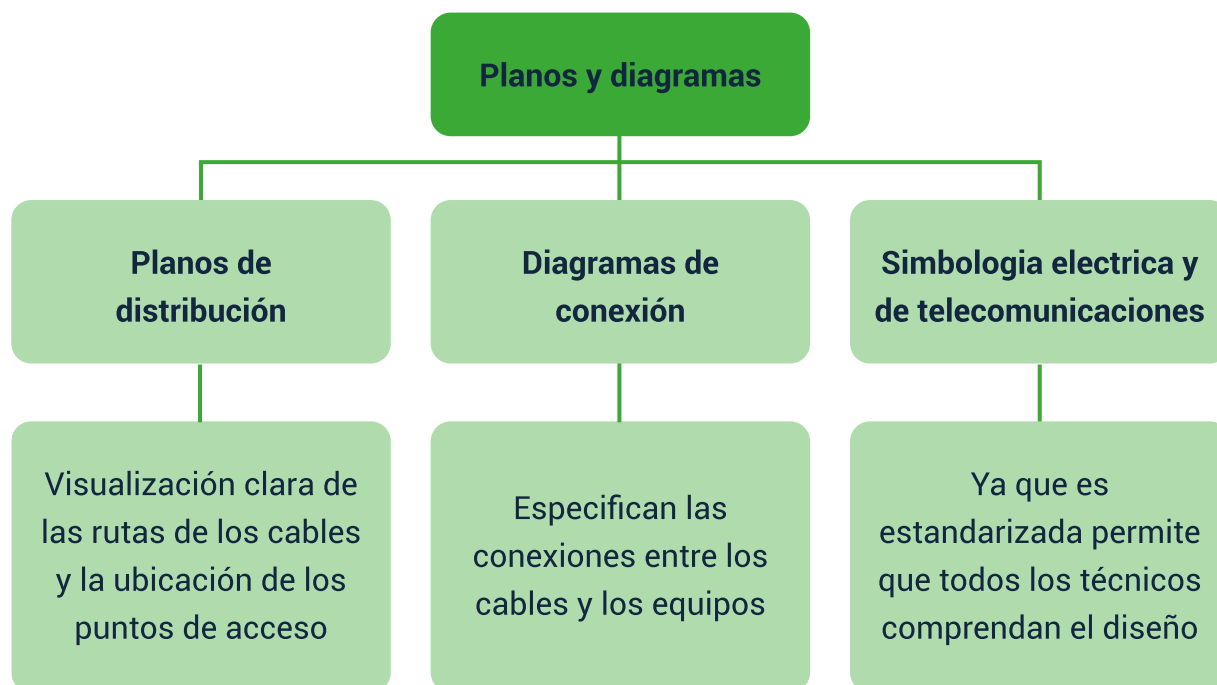 Planos y diagramas
Planos de
distribución
Diagramas de
conexión
Simbologia electrica y
de telecomunicaciones
Visualización clara de
las rutas de los cables
y la ubicación de los
puntos de acceso
Especifican las
conexiones entre los
cables y los equipos
Ya que es
estandarizada permite
que todos los técnicos
comprendan el diseño